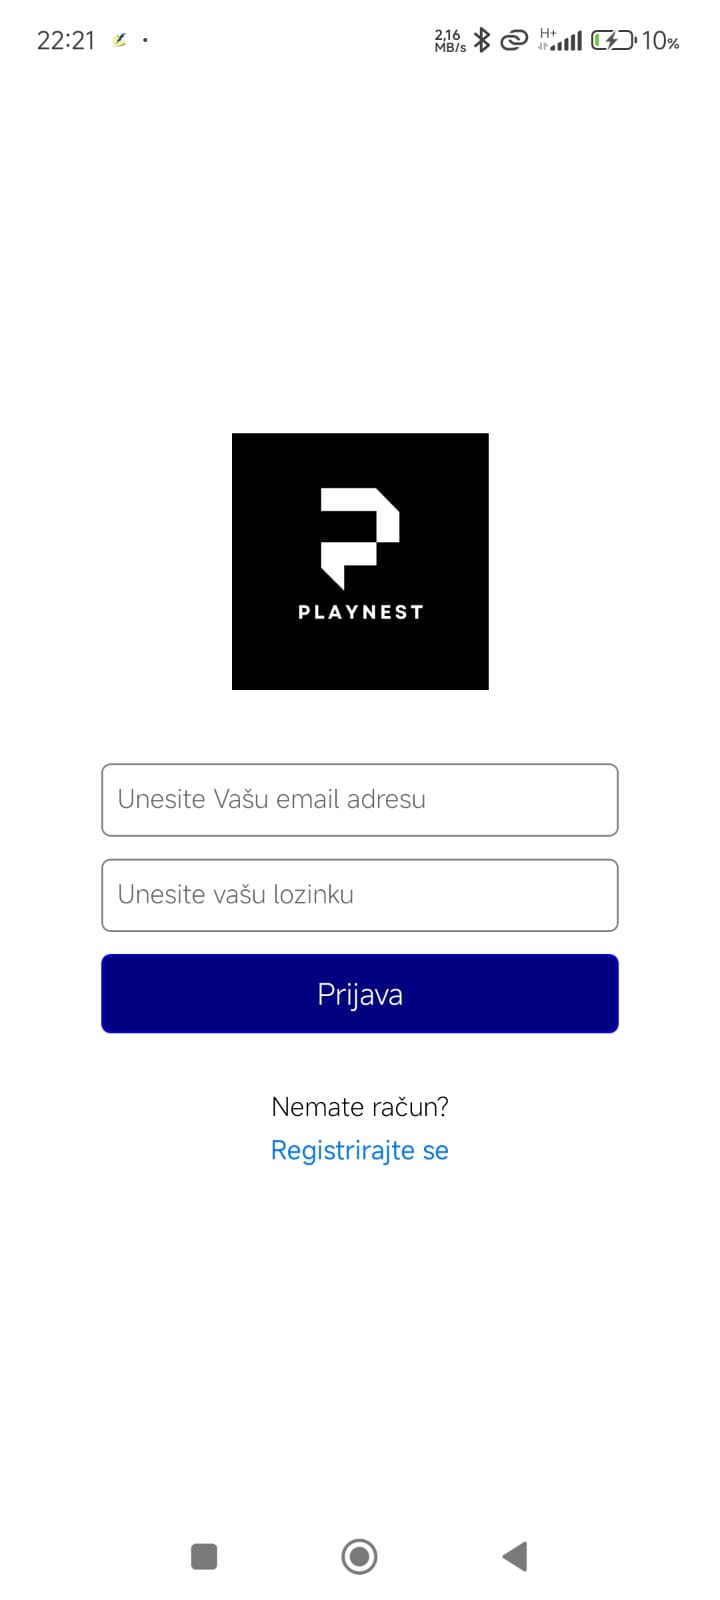 22:21
2,16
MB/s
H+
10%
PLAYNEST
Unesite Vašu email adresu
Unesite vašu lozinku
Prijava
Nemate račun?
Registrirajte se